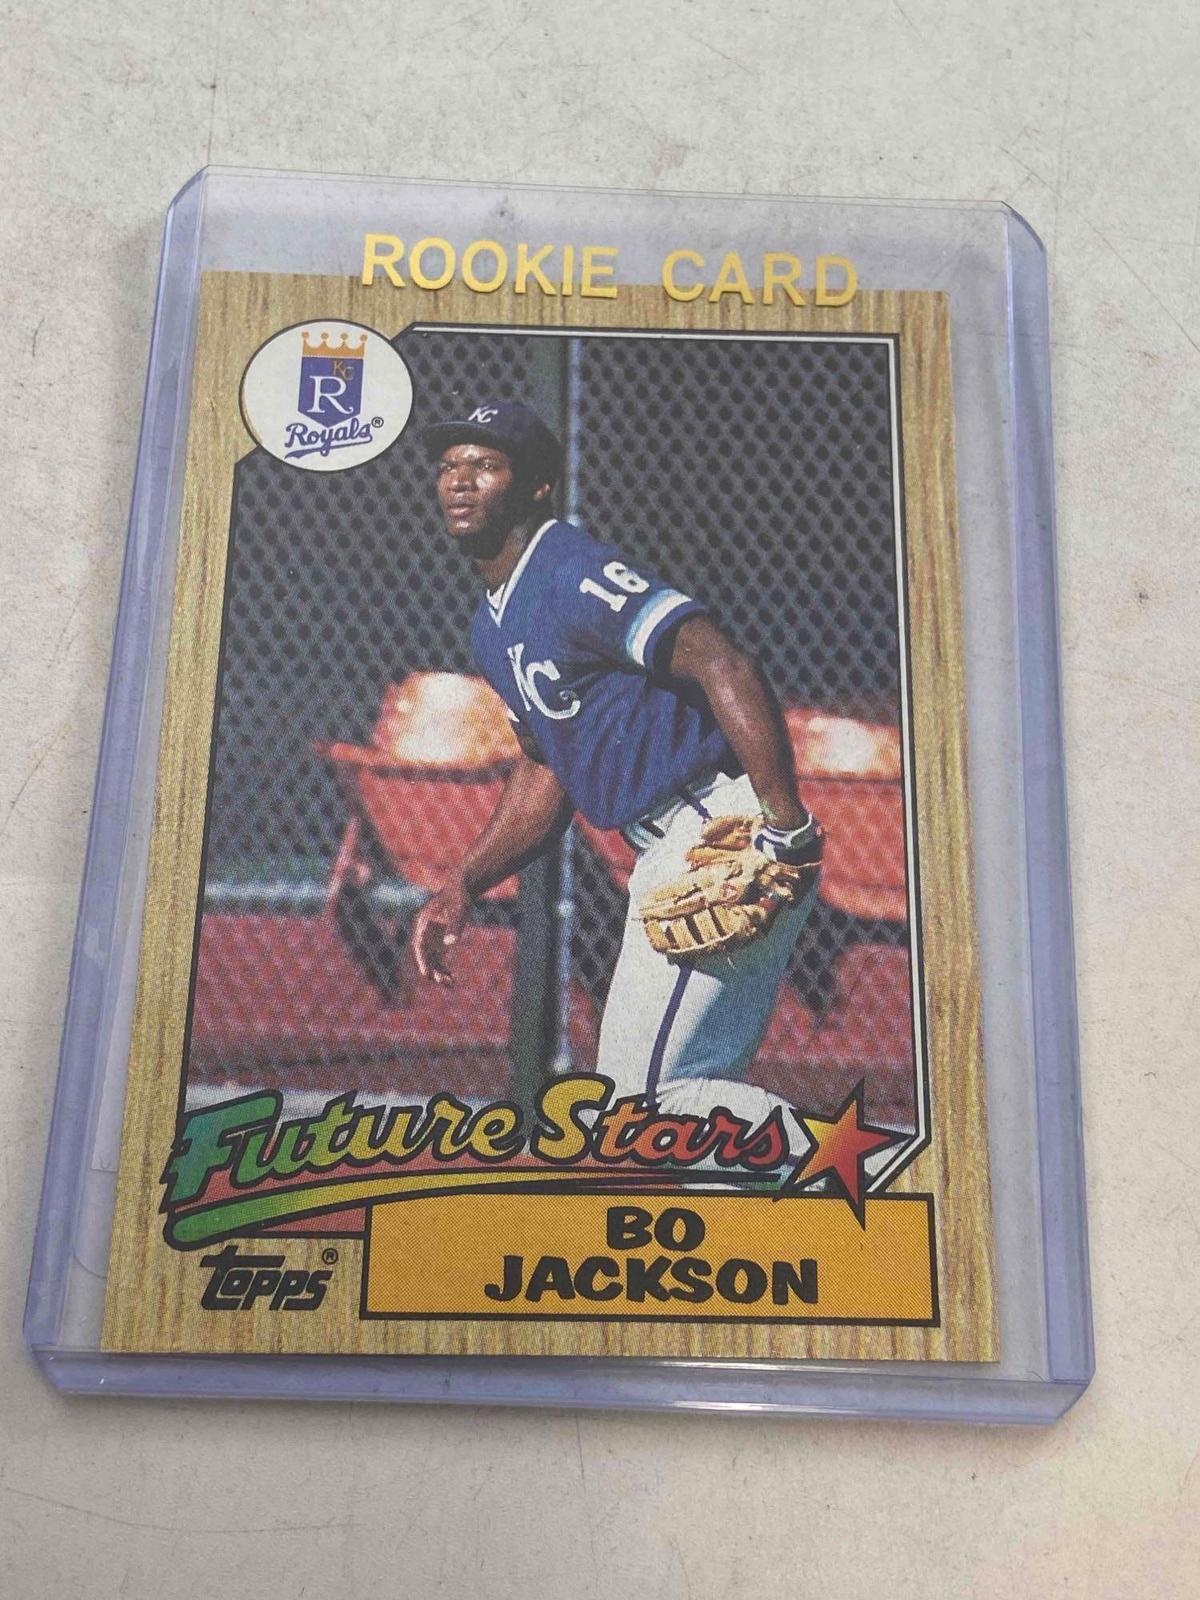 ROOKIE CARD
KC
R
Royals®
KC
16
KC
Future Stars
BO
JACKSON
Topps®